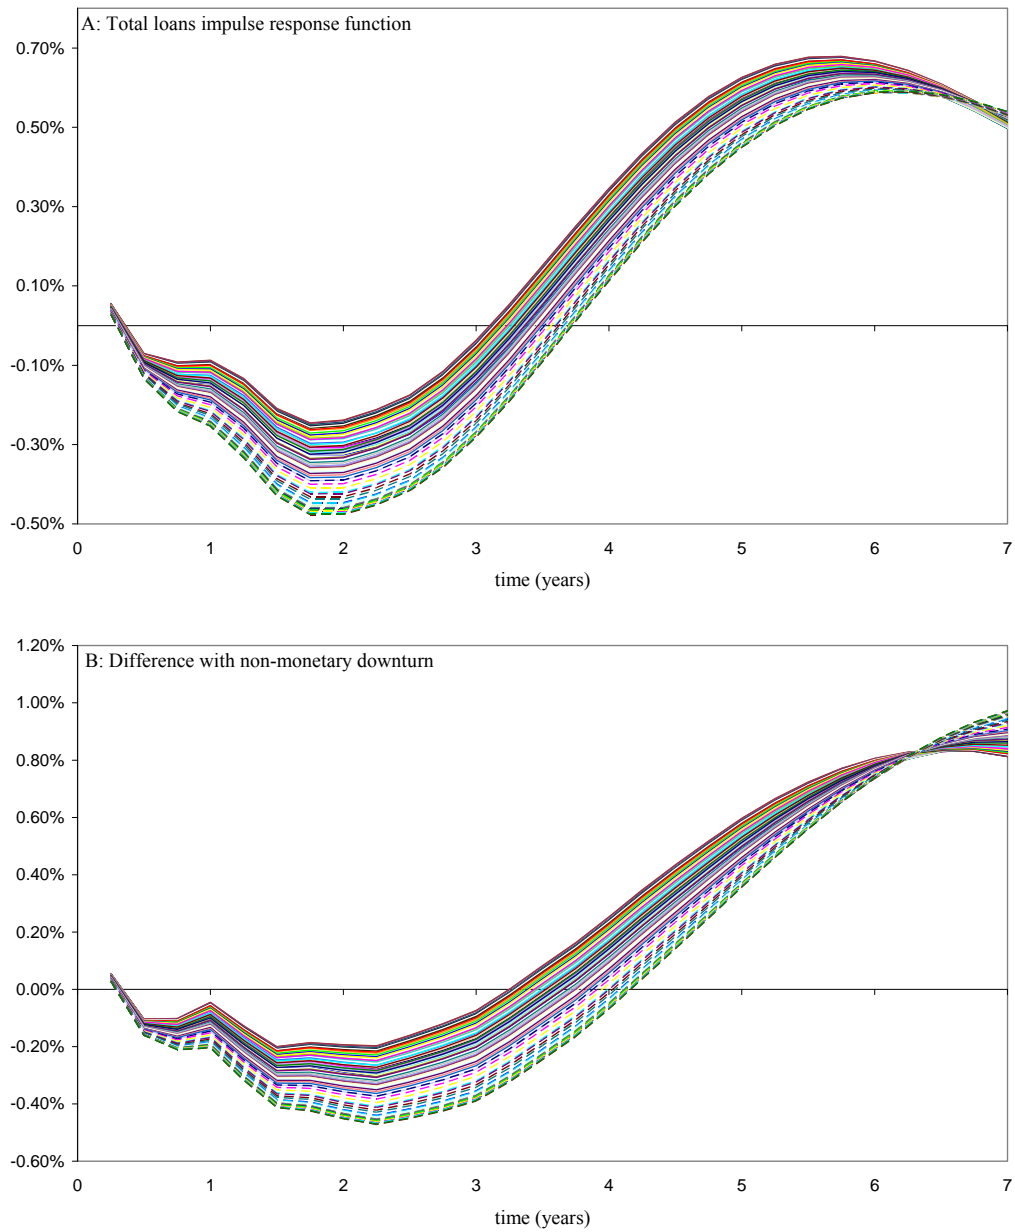 A: Total loans impulse response function
0.70%
0.50%
0.30%
0.10%
-0.10%
-0.30%
-0.50%
0 1 2 3 4 5 6 7
time (years)
B: Difference with non-monetary downturn
1.20%
1.00%
0.80%
0.60%
0.40%
0.20%
0.00%
-0.20%
-0.40%
-0.60%
0 1 2 3 4 5 6 7
time (years)